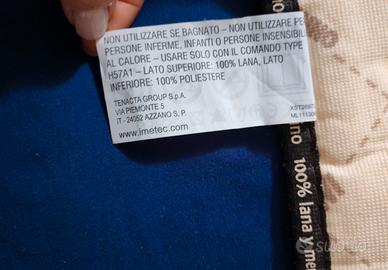 NON UTILIZZARE SE BAGNATO – NON UTILIZZARE PER
PERSONE INFERME, INFANTI O PERSONE INSENSIBILI
AL CALORE – USARE SOLO CON IL COMANDO TYPE
H57A1 – LATO SUPERIORE: 100% LANA, LATO
INFERIORE: 100% POLIESTERE
TENACTA GROUP S.p.A.
VIA PIEMONTE 5
IT - 24052 AZZANO S. P.
www.imetec.com
100% lana
subito